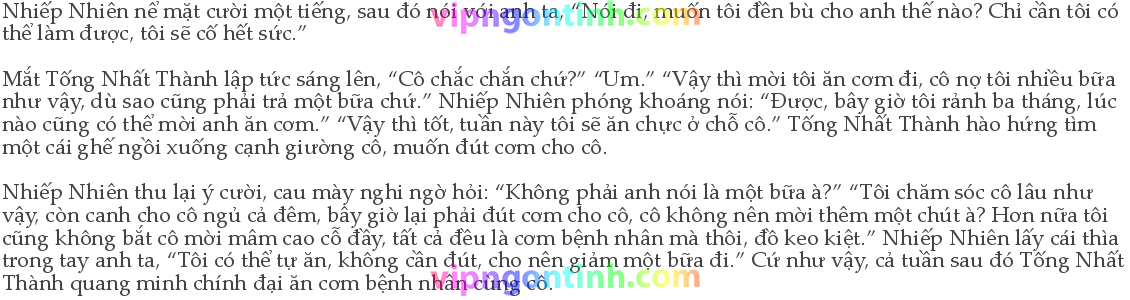 Nhiếp Nhiên nể mặt cười một tiếng, sau đó nói với anh ta, “Nói đi, muốn tôi đền bù cho anh thế nào? Chỉ cần tôi có
vipngontinh.com
thể làm được, tôi sẽ cố hết sức.”
Mắt Tống Nhất Thành lập tức sáng lên, “Cô chắc chắn chứ?” “Um.” “Vậy thì mời tôi ăn cơm đi, cô nợ tôi nhiều bữa
như vậy, dù sao cũng phải trả một bữa chứ.” Nhiếp Nhiên phóng khoáng nói: “Được, bây giờ tôi rảnh ba tháng, lúc
nào cũng có thể mời anh ăn cơm.” “Vậy thì tốt, tuần này tôi sẽ ăn chực ở chỗ cô.” Tống Nhất Thành hào hứng tìm
một cái ghế ngồi xuống cạnh giường cô, muốn đút cơm cho cô.
Nhiếp Nhiên thu lại ý cười, cau mày nghi ngờ hỏi: “Không phải anh nói là một bữa à?” “Tôi chăm sóc cô lâu như
vậy, còn canh cho cô ngủ cả đêm, bây giờ lại phải đút cơm cho cô, cô không nên mời thêm một chút à? Hơn nữa tôi
cũng không bắt cô mời mâm cao cỗ đầy, tất cả đều là cơm bệnh nhân mà thôi, đồ keo kiệt.” Nhiếp Nhiên lấy cái thìa
trong tay anh ta, “Tôi có thể tự ăn, không cần đút, cho nên giảm một bữa đi.” Cứ như vậy, cả tuần sau đó Tống Nhất
vipngontinh.com
Thành quang minh chính đại ăn cơm bệnh nhân cùng cô.